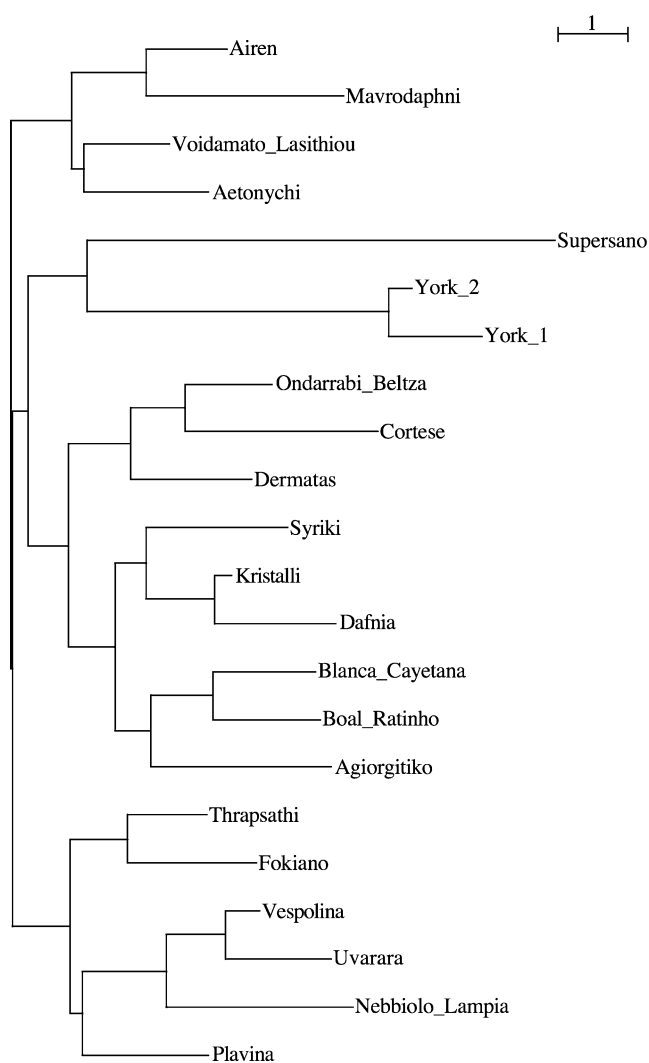 1
Airen
Mavrodaphni
Voidamato_Lasithiou
Aetonychi
Supersano
York_2
York_1
Ondarrabi_Beltza
Cortese
Dermatas
Syriki
Kristalli
Dafnia
Blanca_Cayetana
Boal_Ratinho
Agiorgitiko
Thrapsathi
Fokiano
Vespolina
Uvarara
Nebbiolo_Lampia
Plavina